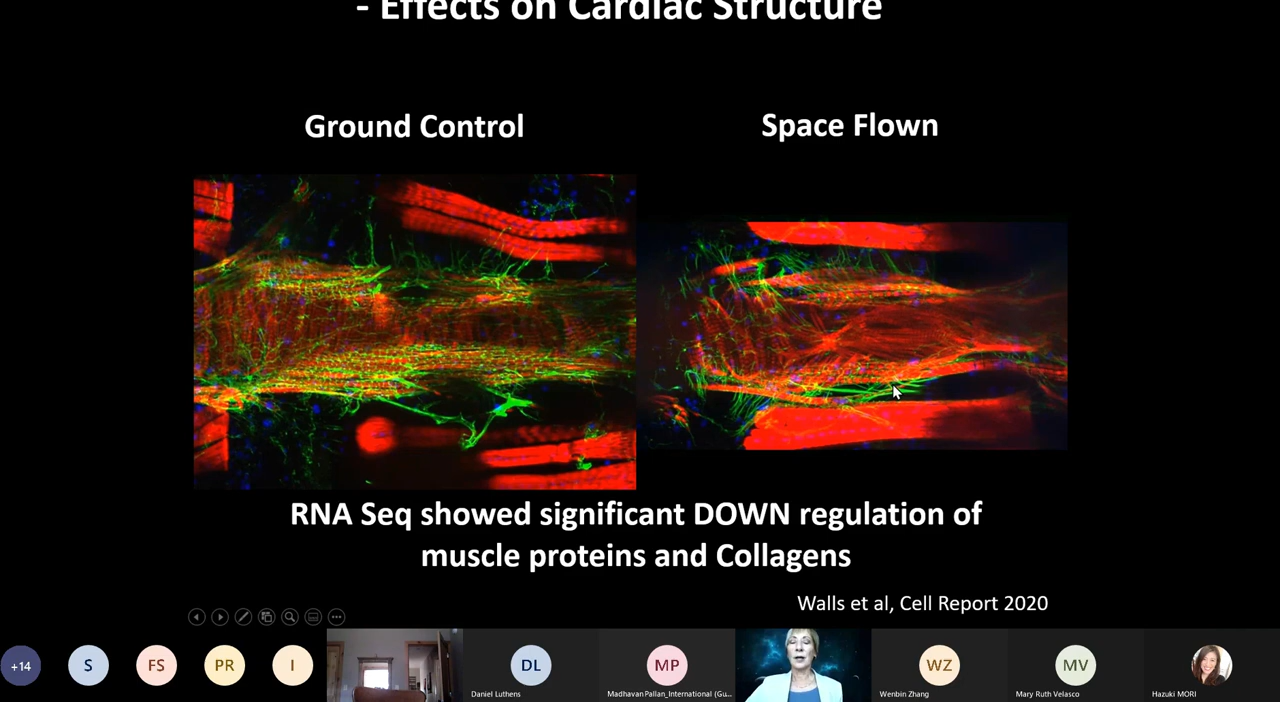 - Effects on Cardiac Structure
Ground Control
Space Flown
RNA Seq showed significant DOWN regulation of
muscle proteins and Collagens
Walls et al, Cell Report 2020
+14
S
FS
PR
I
DL
MP
WZ
MV
Daniel Luthens
MadhavanPallan_International (Gu...
Wenbin Zhang
Mary Ruth Velasco
Hazuki MORI